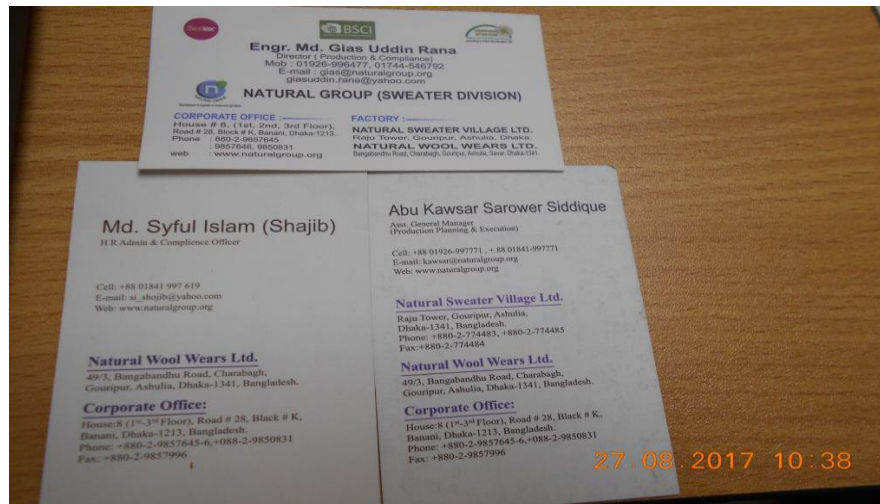 Sedex
BSCI
Engr. Md. Gias Uddin Rana
Director ( Production & Compliance)
Mob : 01926-996477, 01744-546792
E-mail : gias@naturalgroup.org
giasuddin.rana@yahoo.com
NATURAL GROUP (SWEATER DIVISION)
CORPORATE OFFICE :
House # 8, (1st, 2nd, 3rd Floor),
Road # 28, Block # K, Banani, Dhaka-1213.
Phone : 880-2-9857645
: 9857646, 9850831
web : www.naturalgroup.org
FACTORY :
NATURAL SWEATER VILLAGE LTD.
Raju Tower, Gouripur, Ashulia, Dhaka.
NATURAL WOOL WEARS LTD.
Bangabandhu Road, Charabagh, Gouripur, Ashulia, Savar, Dhaka-1341.
Md. Syful Islam (Shajib)
H R Admin & Complience Officer
Cell: +88 01841 997 619
E-mail: si_shojib@yahoo.com
Web: www.naturalgroup.org
Natural Wool Wears Ltd.
49/3, Bangabandhu Road, Charabagh,
Gouripur, Ashulia, Dhaka-1341, Bangladesh.
Corporate Office:
House:8 (1st-3rd Floor), Road # 28, Black # K,
Banani, Dhaka-1213, Bangladesh.
Phone: +880-2-9857645-6,+088-2-9850831
Fax: +880-2-9857996
Abu Kawsar Sarower Siddique
Asst. General Manager
(Production Planning & Execution)
Cell: +88 01926-997771 , + 88 01841-997771
E-mail: kawsar@naturalgroup.org
Web: www.naturalgroup.org
Natural Sweater Village Ltd.
Raju Tower, Gouripur, Ashulia,
Dhaka-1341, Bangladesh.
Phone: +880-2-774483, +880-2-774485
Fax:+880-2-774484
Natural Wool Wears Ltd.
49/3, Bangabandhu Road, Charabagh,
Gouripur, Ashulia, Dhaka-1341, Bangladesh.
Corporate Office:
House:8 (1st-3rd Floor), Road # 28, Black # K,
Banani, Dhaka-1213, Bangladesh.
Phone: +880-2-9857645-6,+088-2-9850831
Fax: +880-2-9857996
27.08.2017 10:38